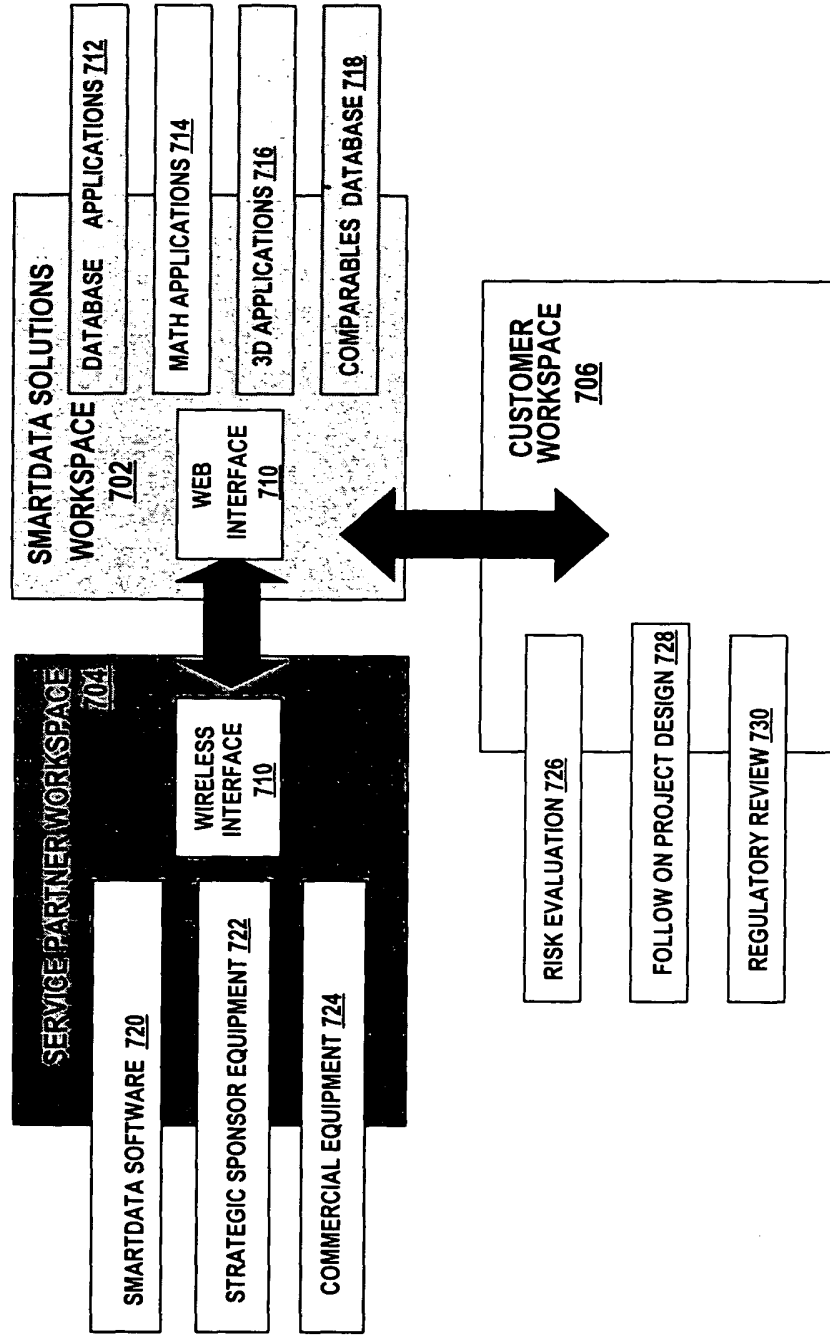 SERVICE PARTNER WORKSPACE
704
SMARTDATA SOFTWARE 720
STRATEGIC SPONSOR EQUIPMENT 722
COMMERCIAL EQUIPMENT 724
WIRELESS
INTERFACE
710
SMARTDATA SOLUTIONS
WORKSPACE
702
WEB
INTERFACE
710
DATABASE APPLICATIONS 712
MATH APPLICATIONS 714
3D APPLICATIONS 716
COMPARABLES DATABASE 718
CUSTOMER
WORKSPACE
706
RISK EVALUATION 726
FOLLOW ON PROJECT DESIGN 728
REGULATORY REVIEW 730